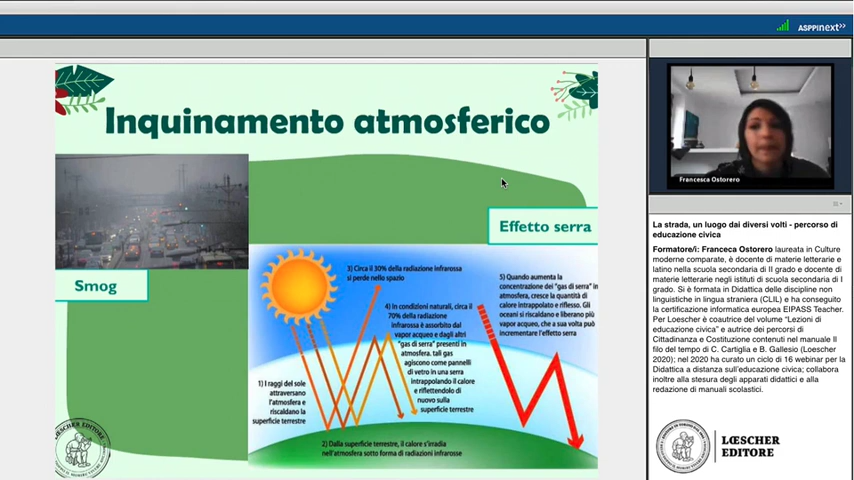 ASPPInext>>
Inquinamento atmosferico
Smog
Effetto serra
3) Circa il 30% della radiazione infrarossa
si perde nello spazio
4) In condizioni naturali, circa il
70% della radiazione
infrarossa è assorbito dal
vapor acqueo e dagli altri
"gas di serra" presenti in
atmosfera. tali gas
agiscono come pannelli
di vetro in una serra
intrappolando il calore
e riflettendolo di
nuovo sulla
superficie terrestre
5) Quando aumenta la
concentrazione dei "gas di serra" in
atmosfera, cresce la quantità di
calore intrappolato e riflesso. Gli
oceani si riscaldano e liberano più
vapor acqueo, che a sua volta può
incrementare l'effetto serra
1) I raggi del sole
attraversano
l'atmosfera e
riscaldano la
superficie terrestre
2) Dalla superficie terrestre, il calore s'irradia
nell'atmosfera sotto forma di radiazioni infrarosse
Francesca Ostorero
La strada, un luogo dai diversi volti - percorso di
educazione civica
Formatore/i: Franceca Ostorero laureata in Culture
moderne comparate, è docente di materie letterarie e
latino nella scuola secondaria di II grado e docente di
materie letterarie negli istituti di scuola secondaria di I
grado. Si è formata in Didattica delle discipline non
linguistiche in lingua straniera (CLIL) e ha conseguito
la certificazione informatica europea EIPASS Teacher.
Per Loescher è coautrice del volume "Lezioni di
educazione civica" e autrice dei percorsi di
Cittadinanza e Costituzione contenuti nel manuale Il
filo del tempo di C. Cartiglia e B. Gallesio (Loescher
2020); nel 2020 ha curato un ciclo di 16 webinar per la
Didattica a distanza sull'educazione civica; collabora
inoltre alla stesura degli apparati didattici e alla
redazione di manuali scolastici.
LŒSCHER
EDITORE